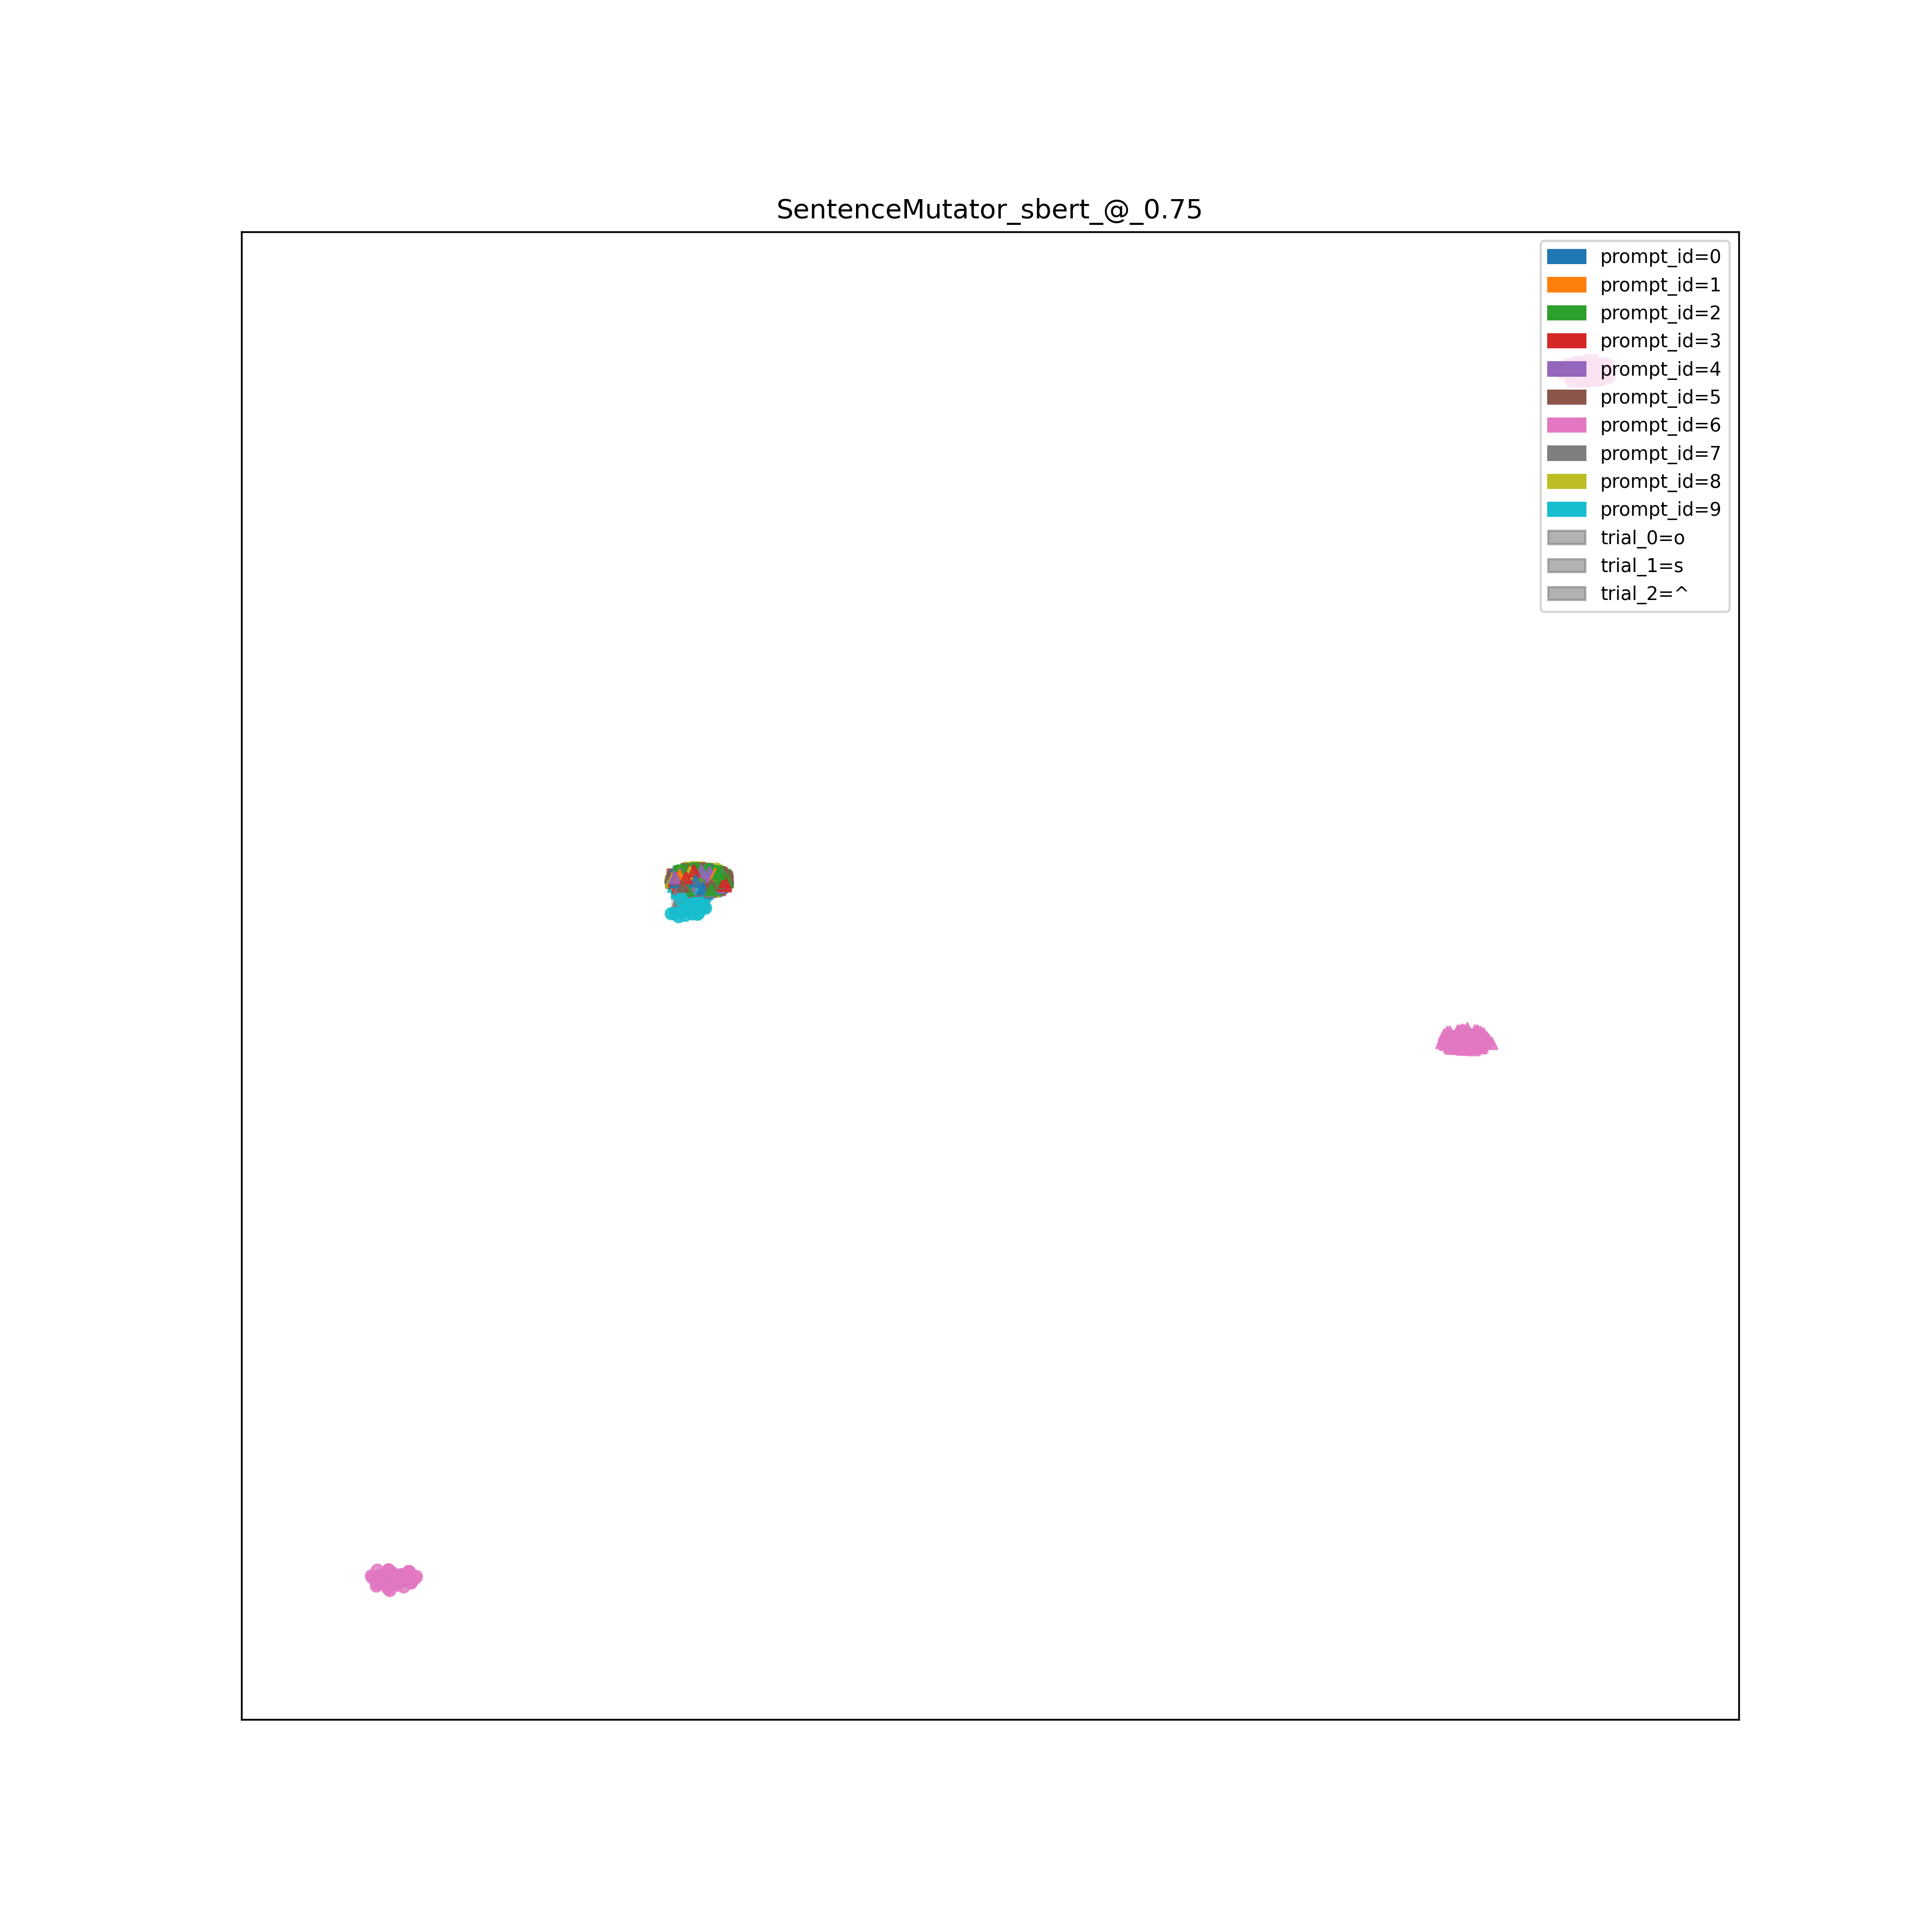 SentenceMutator_sbert_@_0.75
prompt_id=0
prompt_id=1
prompt_id=2
prompt_id=3
prompt_id=4
prompt_id=5
prompt_id=6
prompt_id=7
prompt_id=8
prompt_id=9
trial_0=o
trial_1=s
trial_2=^